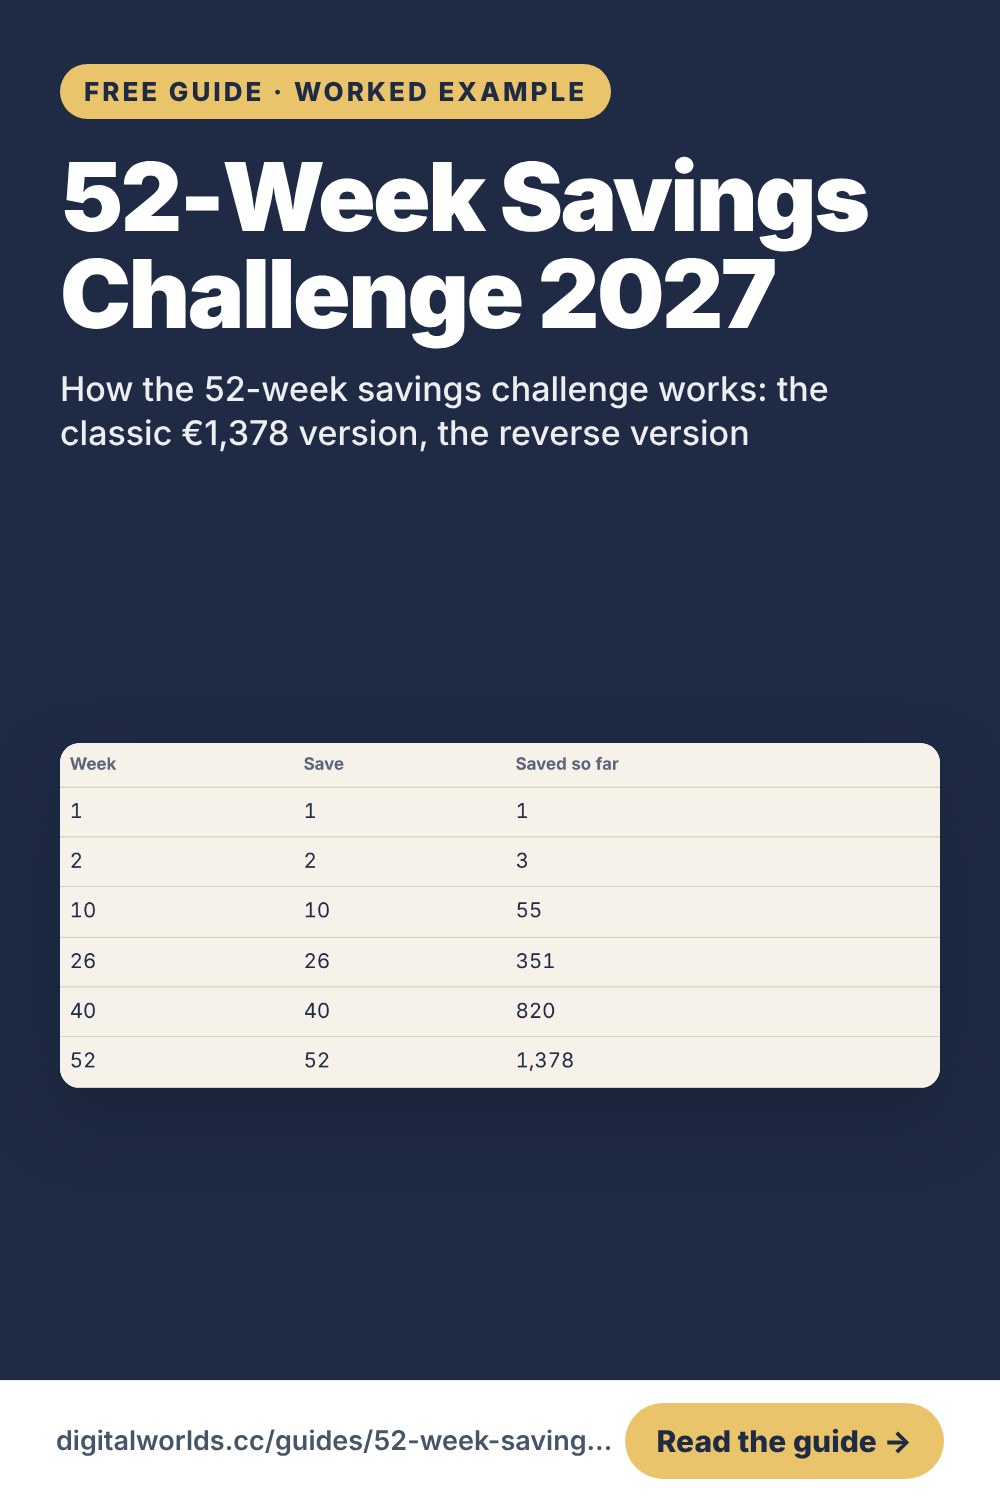 FREE GUIDE · WORKED EXAMPLE
52-Week Savings
Challenge 2027
How the 52-week savings challenge works: the
classic €1,378 version, the reverse version
Week Save Saved so far
1 1 1
2 2 3
10 10 55
26 26 351
40 40 820
52 52 1,378
digitalworlds.cc/guides/52-week-saving... Read the guide →